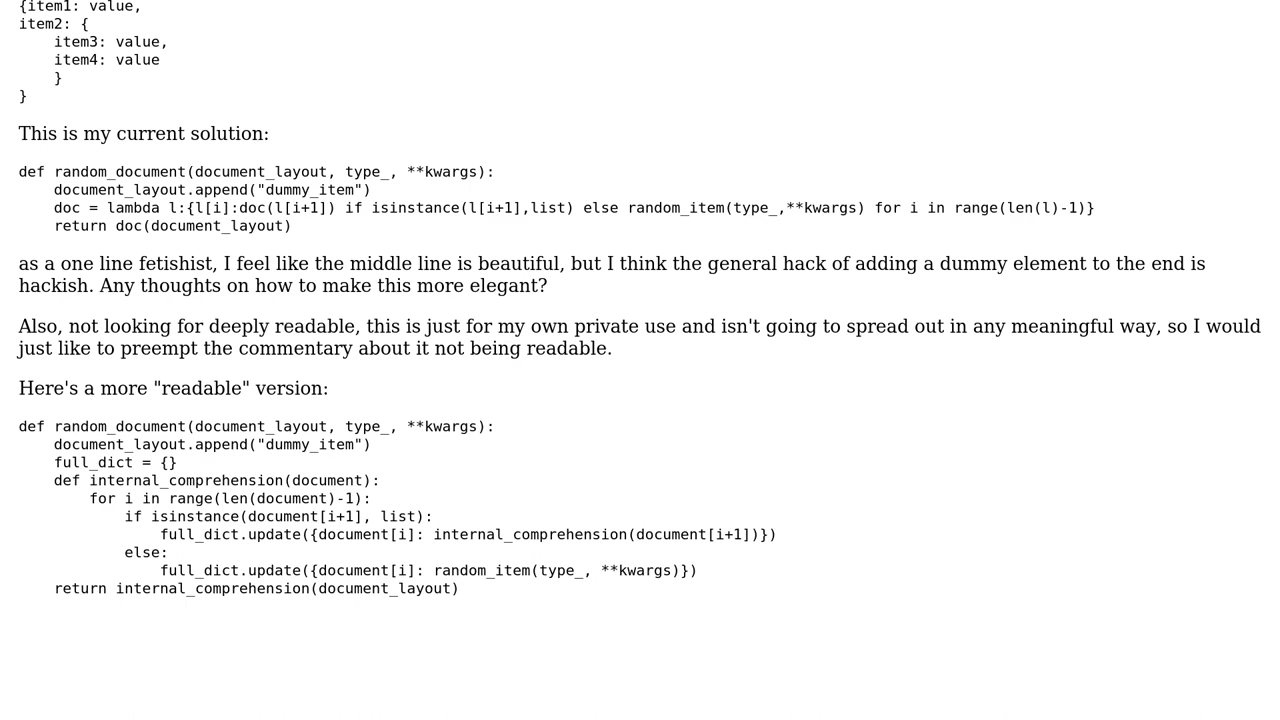 {item1: value,
item2: {
    item3: value,
    item4: value
    }
}
This is my current solution:
def random_document(document_layout, type_, **kwargs):
    document_layout.append("dummy_item")
    doc = lambda l:{l[i]:doc(l[i+1]) if isinstance(l[i+1],list) else random_item(type_,**kwargs) for i in range(len(l)-1)}
    return doc(document_layout)
as a one line fetishist, I feel like the middle line is beautiful, but I think the general hack of adding a dummy element to the end is
hackish. Any thoughts on how to make this more elegant?
Also, not looking for deeply readable, this is just for my own private use and isn't going to spread out in any meaningful way, so I would
just like to preempt the commentary about it not being readable.
Here's a more "readable" version:
def random_document(document_layout, type_, **kwargs):
    document_layout.append("dummy_item")
    full_dict = {}
    def internal_comprehension(document):
        for i in range(len(document)-1):
            if isinstance(document[i+1], list):
                full_dict.update({document[i]: internal_comprehension(document[i+1])})
            else:
                full_dict.update({document[i]: random_item(type_, **kwargs)})
    return internal_comprehension(document_layout)